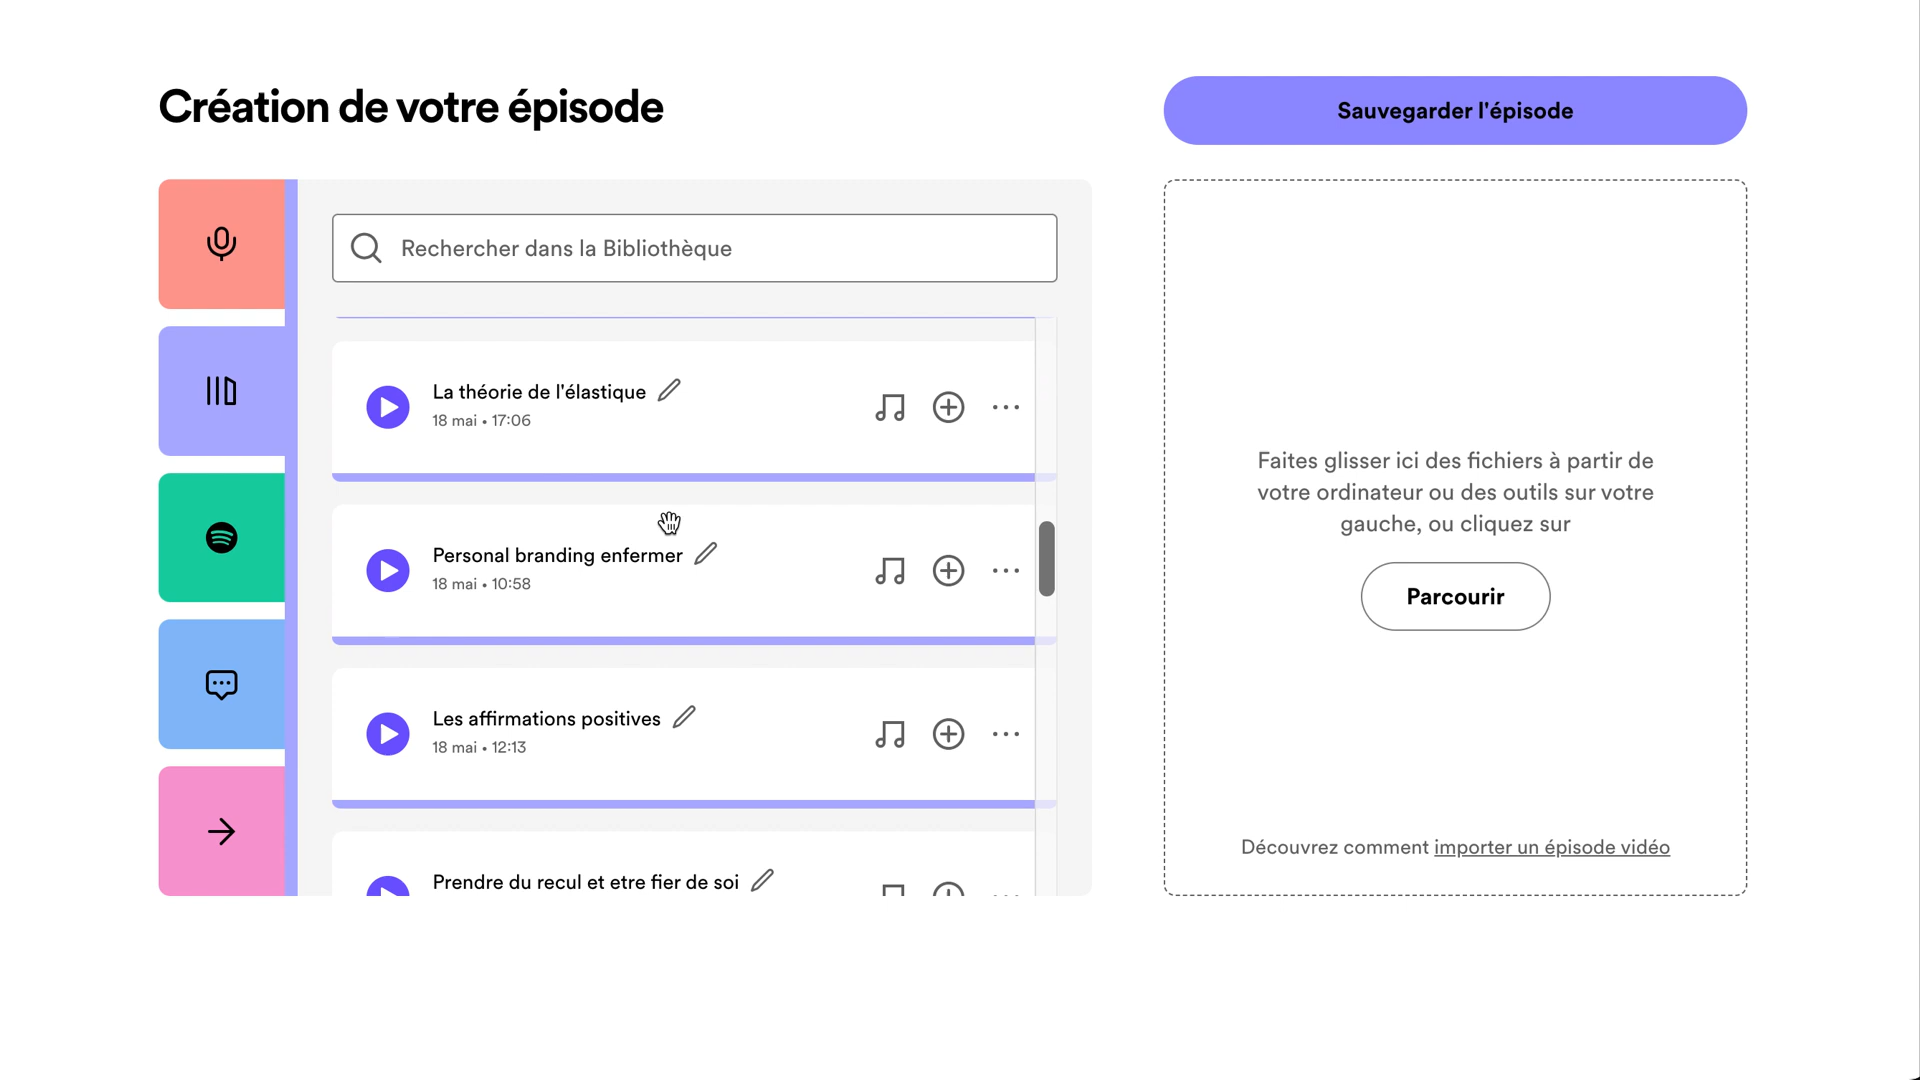 Création de votre épisode
Sauvegarder l'épisode
Rechercher dans la Bibliothèque
La théorie de l'élastique
18 mai • 17:06
Personal branding enfermer
18 mai • 10:58
Les affirmations positives
18 mai • 12:13
Prendre du recul et etre fier de soi
Faites glisser ici des fichiers à partir de
votre ordinateur ou des outils sur votre
gauche, ou cliquez sur
Parcourir
Découvrez comment importer un épisode vidéo